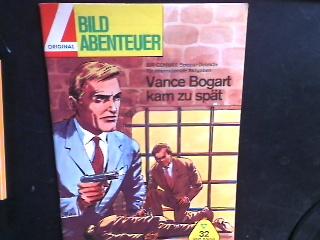 BILD
ORIGINAL
ABENTEUER
Vance Bogart
kam zu spät
32